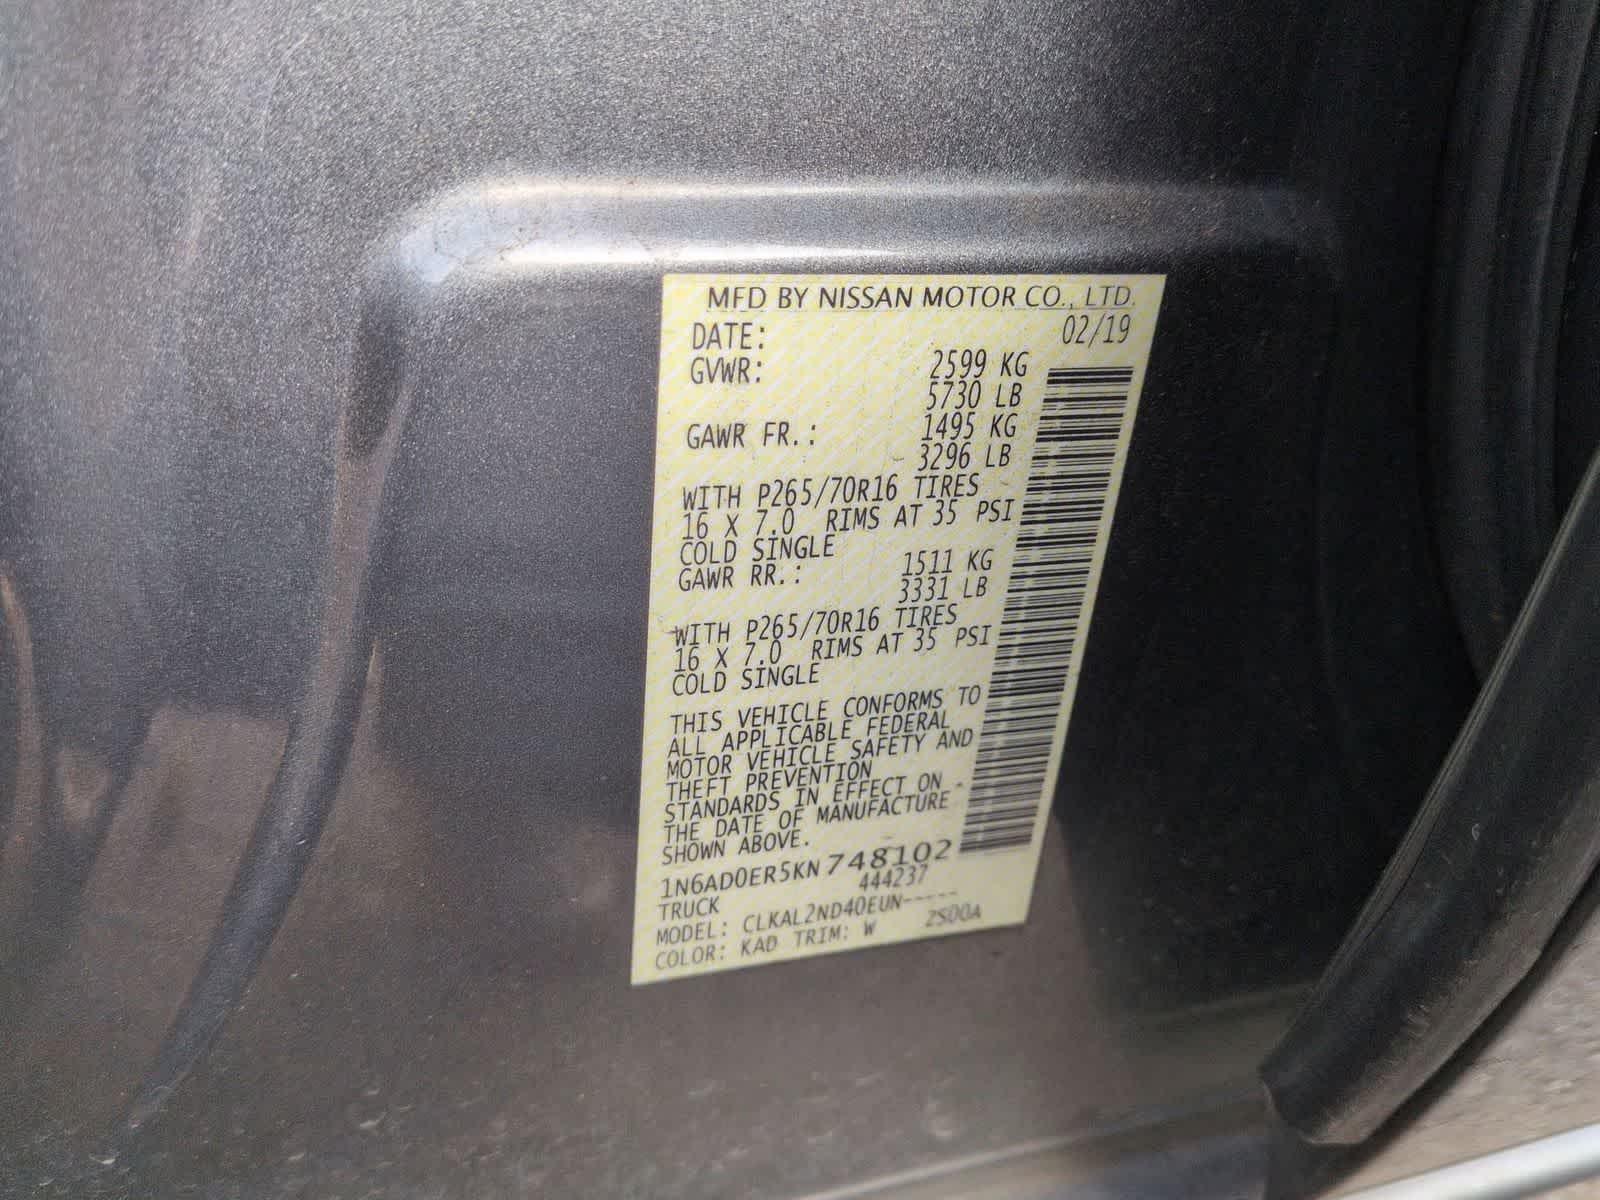 MFD BY NISSAN MOTOR CO., LTD.
DATE: 02/19
GVWR: 2599 KG
5730 LB
GAWR FR.: 1495 KG
3296 LB
WITH P265/70R16 TIRES
16 X 7.0 RIMS AT 35 PSI
COLD SINGLE
GAWR RR.: 1511 KG
3331 LB
WITH P265/70R16 TIRES
16 X 7.0 RIMS AT 35 PSI
COLD SINGLE
THIS VEHICLE CONFORMS TO
ALL APPLICABLE FEDERAL
MOTOR VEHICLE SAFETY AND
THEFT PREVENTION
STANDARDS IN EFFECT ON
THE DATE OF MANUFACTURE
SHOWN ABOVE.
1N6AD0ER5KN748102
TRUCK 444237
MODEL: CLKAL2ND40EUN-----
COLOR: KAD TRIM: W 2S00A